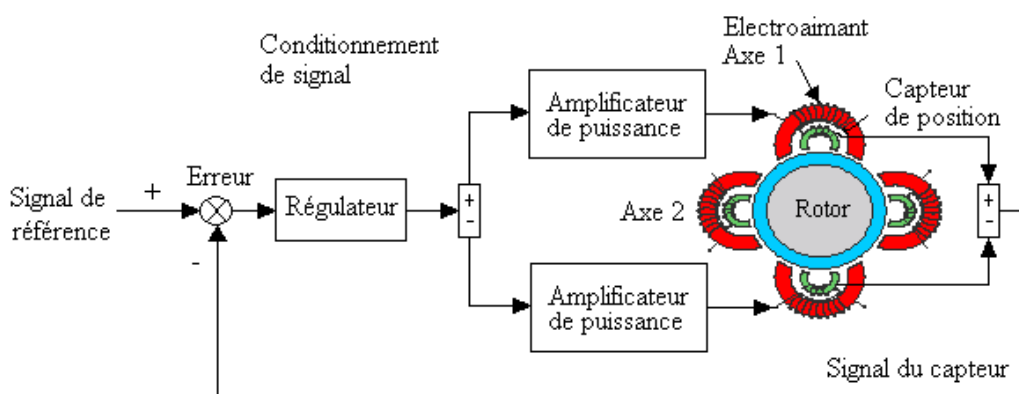 Electroaimant
Axe 1
Conditionnement
de signal
Amplificateur
de puissance
Capteur
de position
Signal de
référence
+
Erreur
-
Régulateur
+
-
Axe 2
Rotor
+
-
Amplificateur
de puissance
Signal du capteur